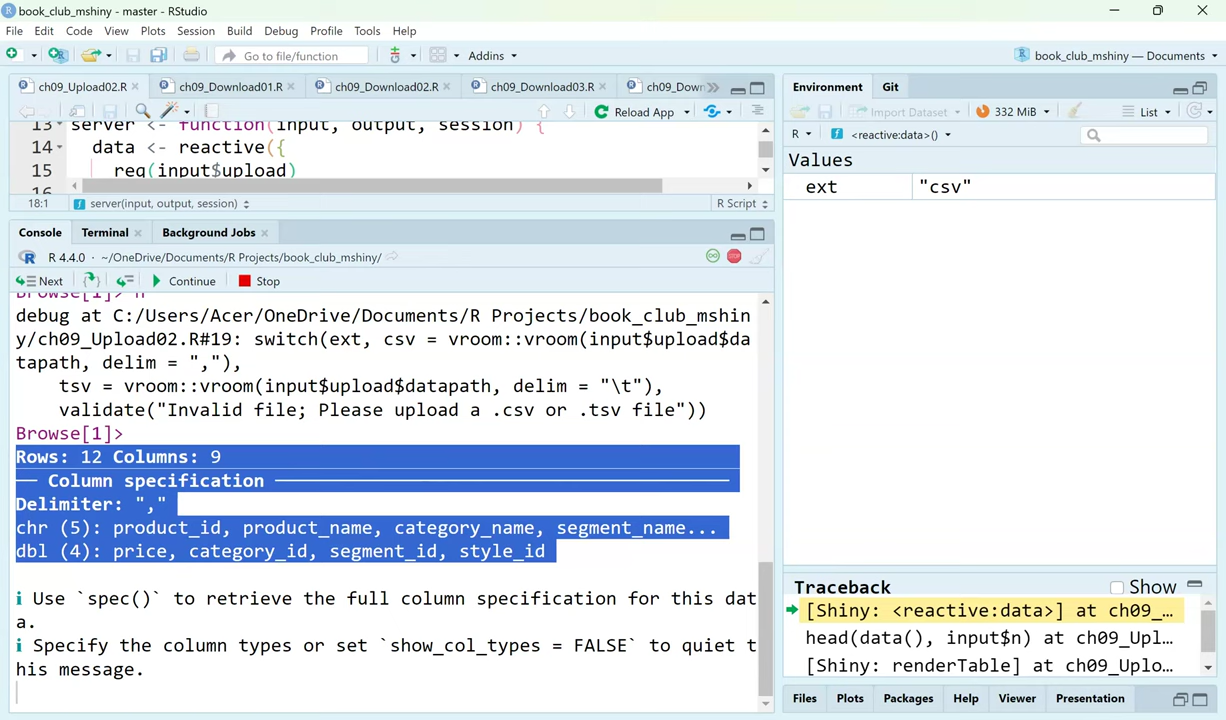 book_club_mshiny - master - RStudio
File Edit Code View Plots Session Build Debug Profile Tools Help
Go to file/function Addins book_club_mshiny — Documents
ch09_Upload02.R ch09_Download01.R ch09_Download02.R ch09_Download03.R ch09_Down
Reload App
13 server <- function(input, output, session) {
14 data <- reactive({
15 req(input$upload)
16
18:1 server(input, output, session) R Script
Console Terminal Background Jobs
R 4.4.0 · ~/OneDrive/Documents/R Projects/book_club_mshiny/
Next Continue Stop
Browse[1]> n
debug at C:/Users/Acer/OneDrive/Documents/R Projects/book_club_mshin
y/ch09_Upload02.R#19: switch(ext, csv = vroom::vroom(input$upload$da
tapath, delim = ","),
tsv = vroom::vroom(input$upload$datapath, delim = "\t"),
validate("Invalid file; Please upload a .csv or .tsv file"))
Browse[1]>
Rows: 12 Columns: 9
── Column specification ────────────────────────────
Delimiter: ","
chr (5): product_id, product_name, category_name, segment_name...
dbl (4): price, category_id, segment_id, style_id
ℹ Use `spec()` to retrieve the full column specification for this dat
a.
ℹ Specify the column types or set `show_col_types = FALSE` to quiet t
his message.
Environment Git
Import Dataset 332 MiB List
R <reactive:data>()
Values
ext "csv"
Traceback Show
[Shiny: <reactive:data>] at ch09_…
head(data(), input$n) at ch09_Upl…
[Shiny: renderTable] at ch09_Uplo…
Files Plots Packages Help Viewer Presentation